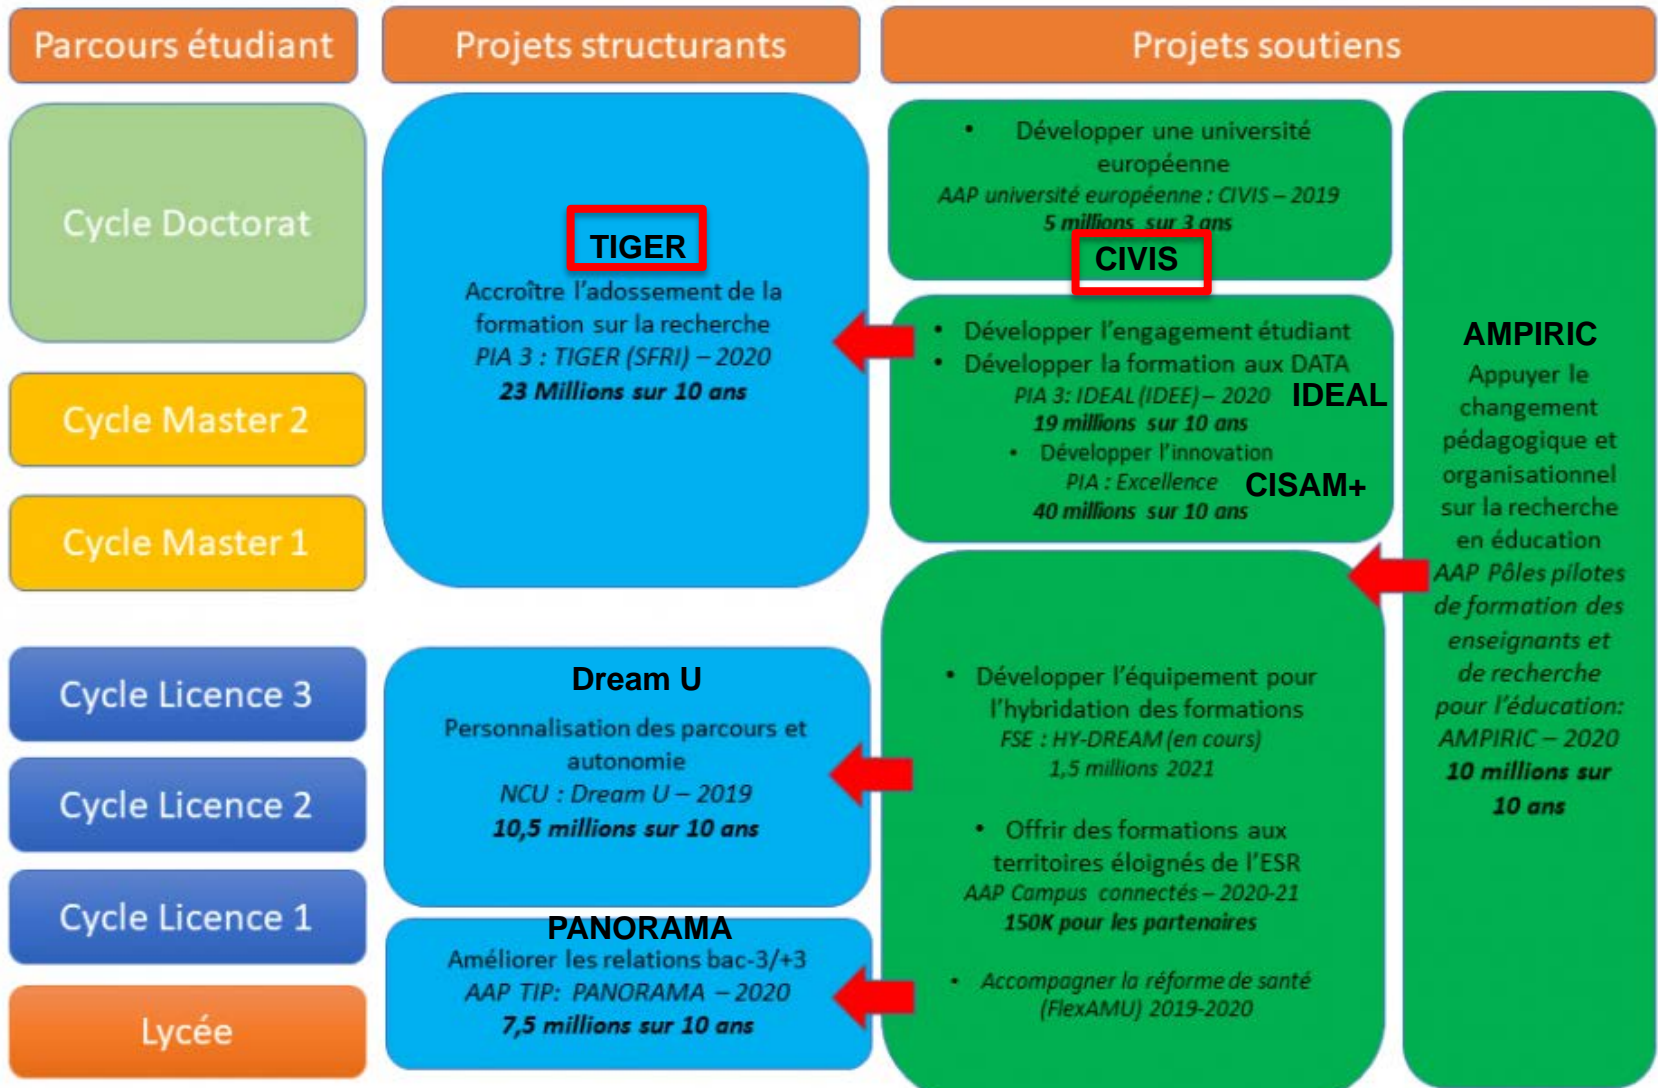 Parcours étudiant
Projets structurants
Projets soutiens
Cycle Doctorat
Cycle Master 2
Cycle Master 1
Cycle Licence 3
Cycle Licence 2
Cycle Licence 1
Lycée
TIGER
Accroître l'adossement de la
formation sur la recherche
PIA 3 : TIGER (SFRI) – 2020
23 Millions sur 10 ans
Dream U
Personnalisation des parcours et
autonomie
NCU : Dream U – 2019
10,5 millions sur 10 ans
PANORAMA
Améliorer les relations bac-3/+3
AAP TIP: PANORAMA – 2020
7,5 millions sur 10 ans
• Développer une université
européenne
AAP université européenne : CIVIS – 2019
5 millions sur 3 ans
CIVIS
• Développer l'engagement étudiant
• Développer la formation aux DATA
PIA 3: IDEAL (IDEE) – 2020 IDEAL
19 millions sur 10 ans
• Développer l'innovation
PIA : Excellence CISAM+
40 millions sur 10 ans
• Développer l'équipement pour
l'hybridation des formations
FSE : HY-DREAM (en cours)
1,5 millions 2021
• Offrir des formations aux
territoires éloignés de l'ESR
AAP Campus connectés – 2020-21
150K pour les partenaires
• Accompagner la réforme de santé
(FlexAMU) 2019-2020
AMPIRIC
Appuyer le
changement
pédagogique et
organisationnel
sur la recherche
en éducation
AAP Pôles pilotes
de formation des
enseignants et
de recherche
pour l'éducation:
AMPIRIC – 2020
10 millions sur
10 ans